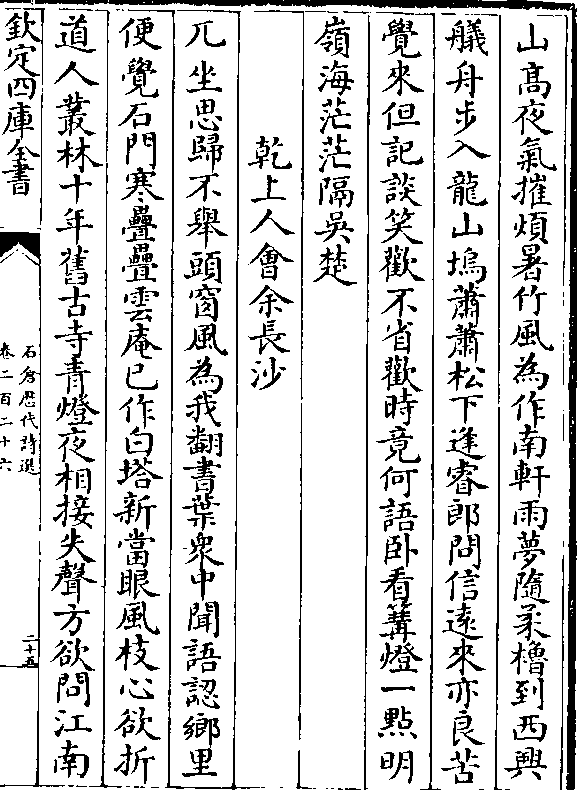 山髙夜氣摧煩暑竹風為作南軒雨夢隨柔櫓到西興
艤舟步入龍山塢蕭蕭松下逢睿郎問信遠來亦良苦
覺來但記談笑歡不省歡時竟何語卧看篝燈一點明
嶺海茫茫隔吳楚
乾上人會余長沙
兀坐思歸不舉頭窗風為我翻書葉衆中聞語認鄉里
便覺石門寒疊疊雲庵已作白塔新當眼風枝心欲折
道人叢林十年舊古寺青燈夜相接失聲方欲問江南
欽定四庫全書
石倉歷代詩選
卷二百二十六
二十五